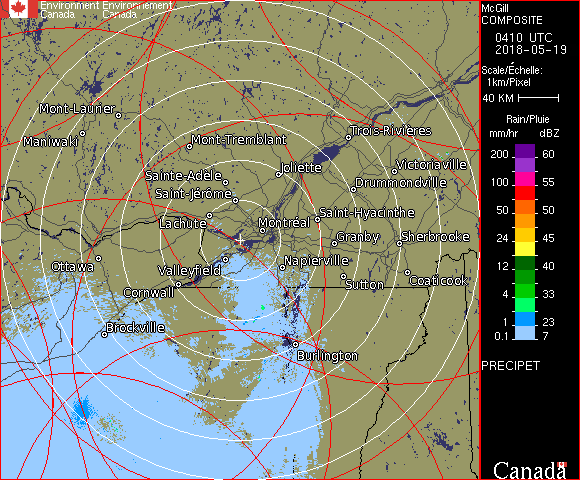 Environment Environnement
Canada Canada
McGill
COMPOSITE
0410 UTC
2018-05-19
Scale/Échelle:
1km/Pixel
40 KM
Rain/Pluie
mm/hr dBZ
200 60
100 55
50 50
24 45
12 40
4 33
1 23
0.1 7
PRECIPET
Canada
Mont-Laurier
Maniwaki
Mont-Tremblant
Trois-Rivières
Sainte-Adèle
Joliette
Victoriaville
Saint-Jérôme
Drummondville
Lachute
Montréal
Saint-Hyacinthe
Granby
Sherbrooke
Ottawa
Valleyfield
Napierville
Cornwall
Sutton
Coaticook
Brockville
Burlington